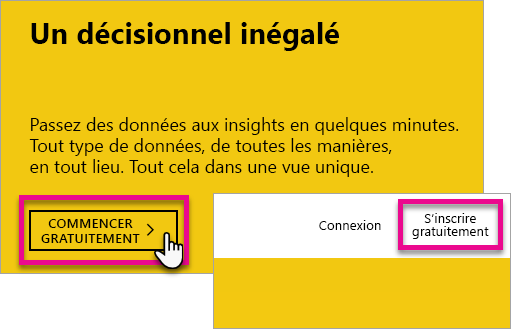 Un décisionnel inégalé
Passez des données aux insights en quelques minutes.
Tout type de données, de toutes les manières,
en tout lieu. Tout cela dans une vue unique.
COMMENCER
GRATUITEMENT
Connexion
S'inscrire
gratuitement